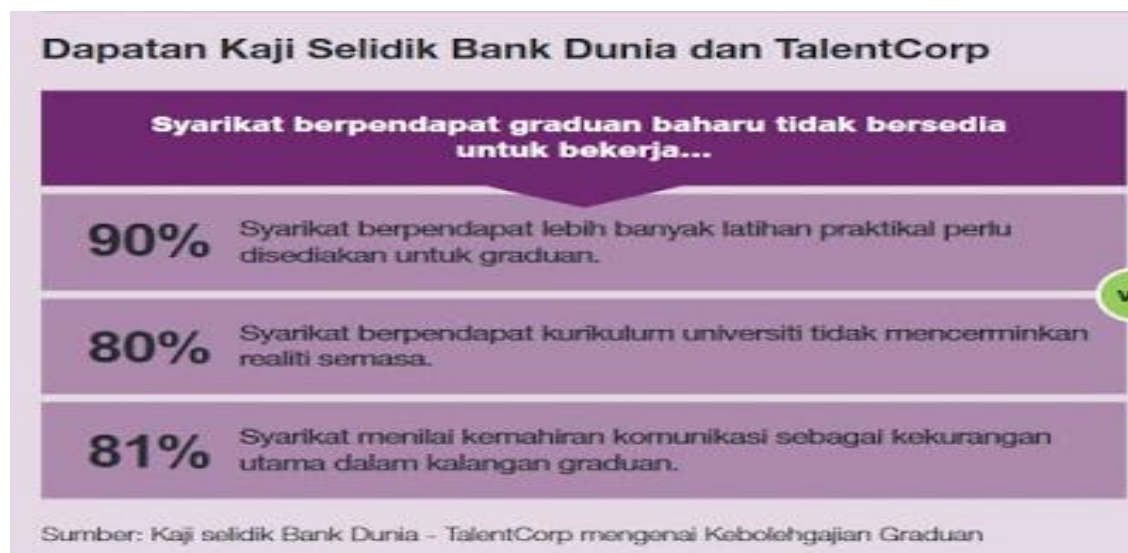 Dapatan Kaji Selidik Bank Dunia dan TalentCorp
Syarikat berpendapat graduan baharu tidak bersedia
untuk bekerja...
90%
Syarikat berpendapat lebih banyak latihan praktikal perlu
disediakan untuk graduan.
v
80%
Syarikat berpendapat kurikulum universiti tidak mencerminkan
realiti semasa.
81%
Syarikat menilai kemahiran komunikasi sebagai kekurangan
utama dalam kalangan graduan.
Sumber: Kaji selidik Bank Dunia - TalentCorp mengenai Kebolehgajian Graduan